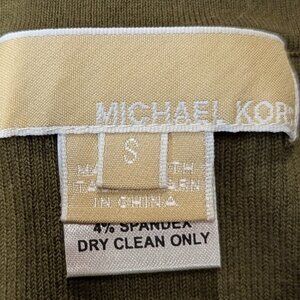 MICHAEL KOR
S
IN CHINA
4% SPANDEX
DRY CLEAN ONLY